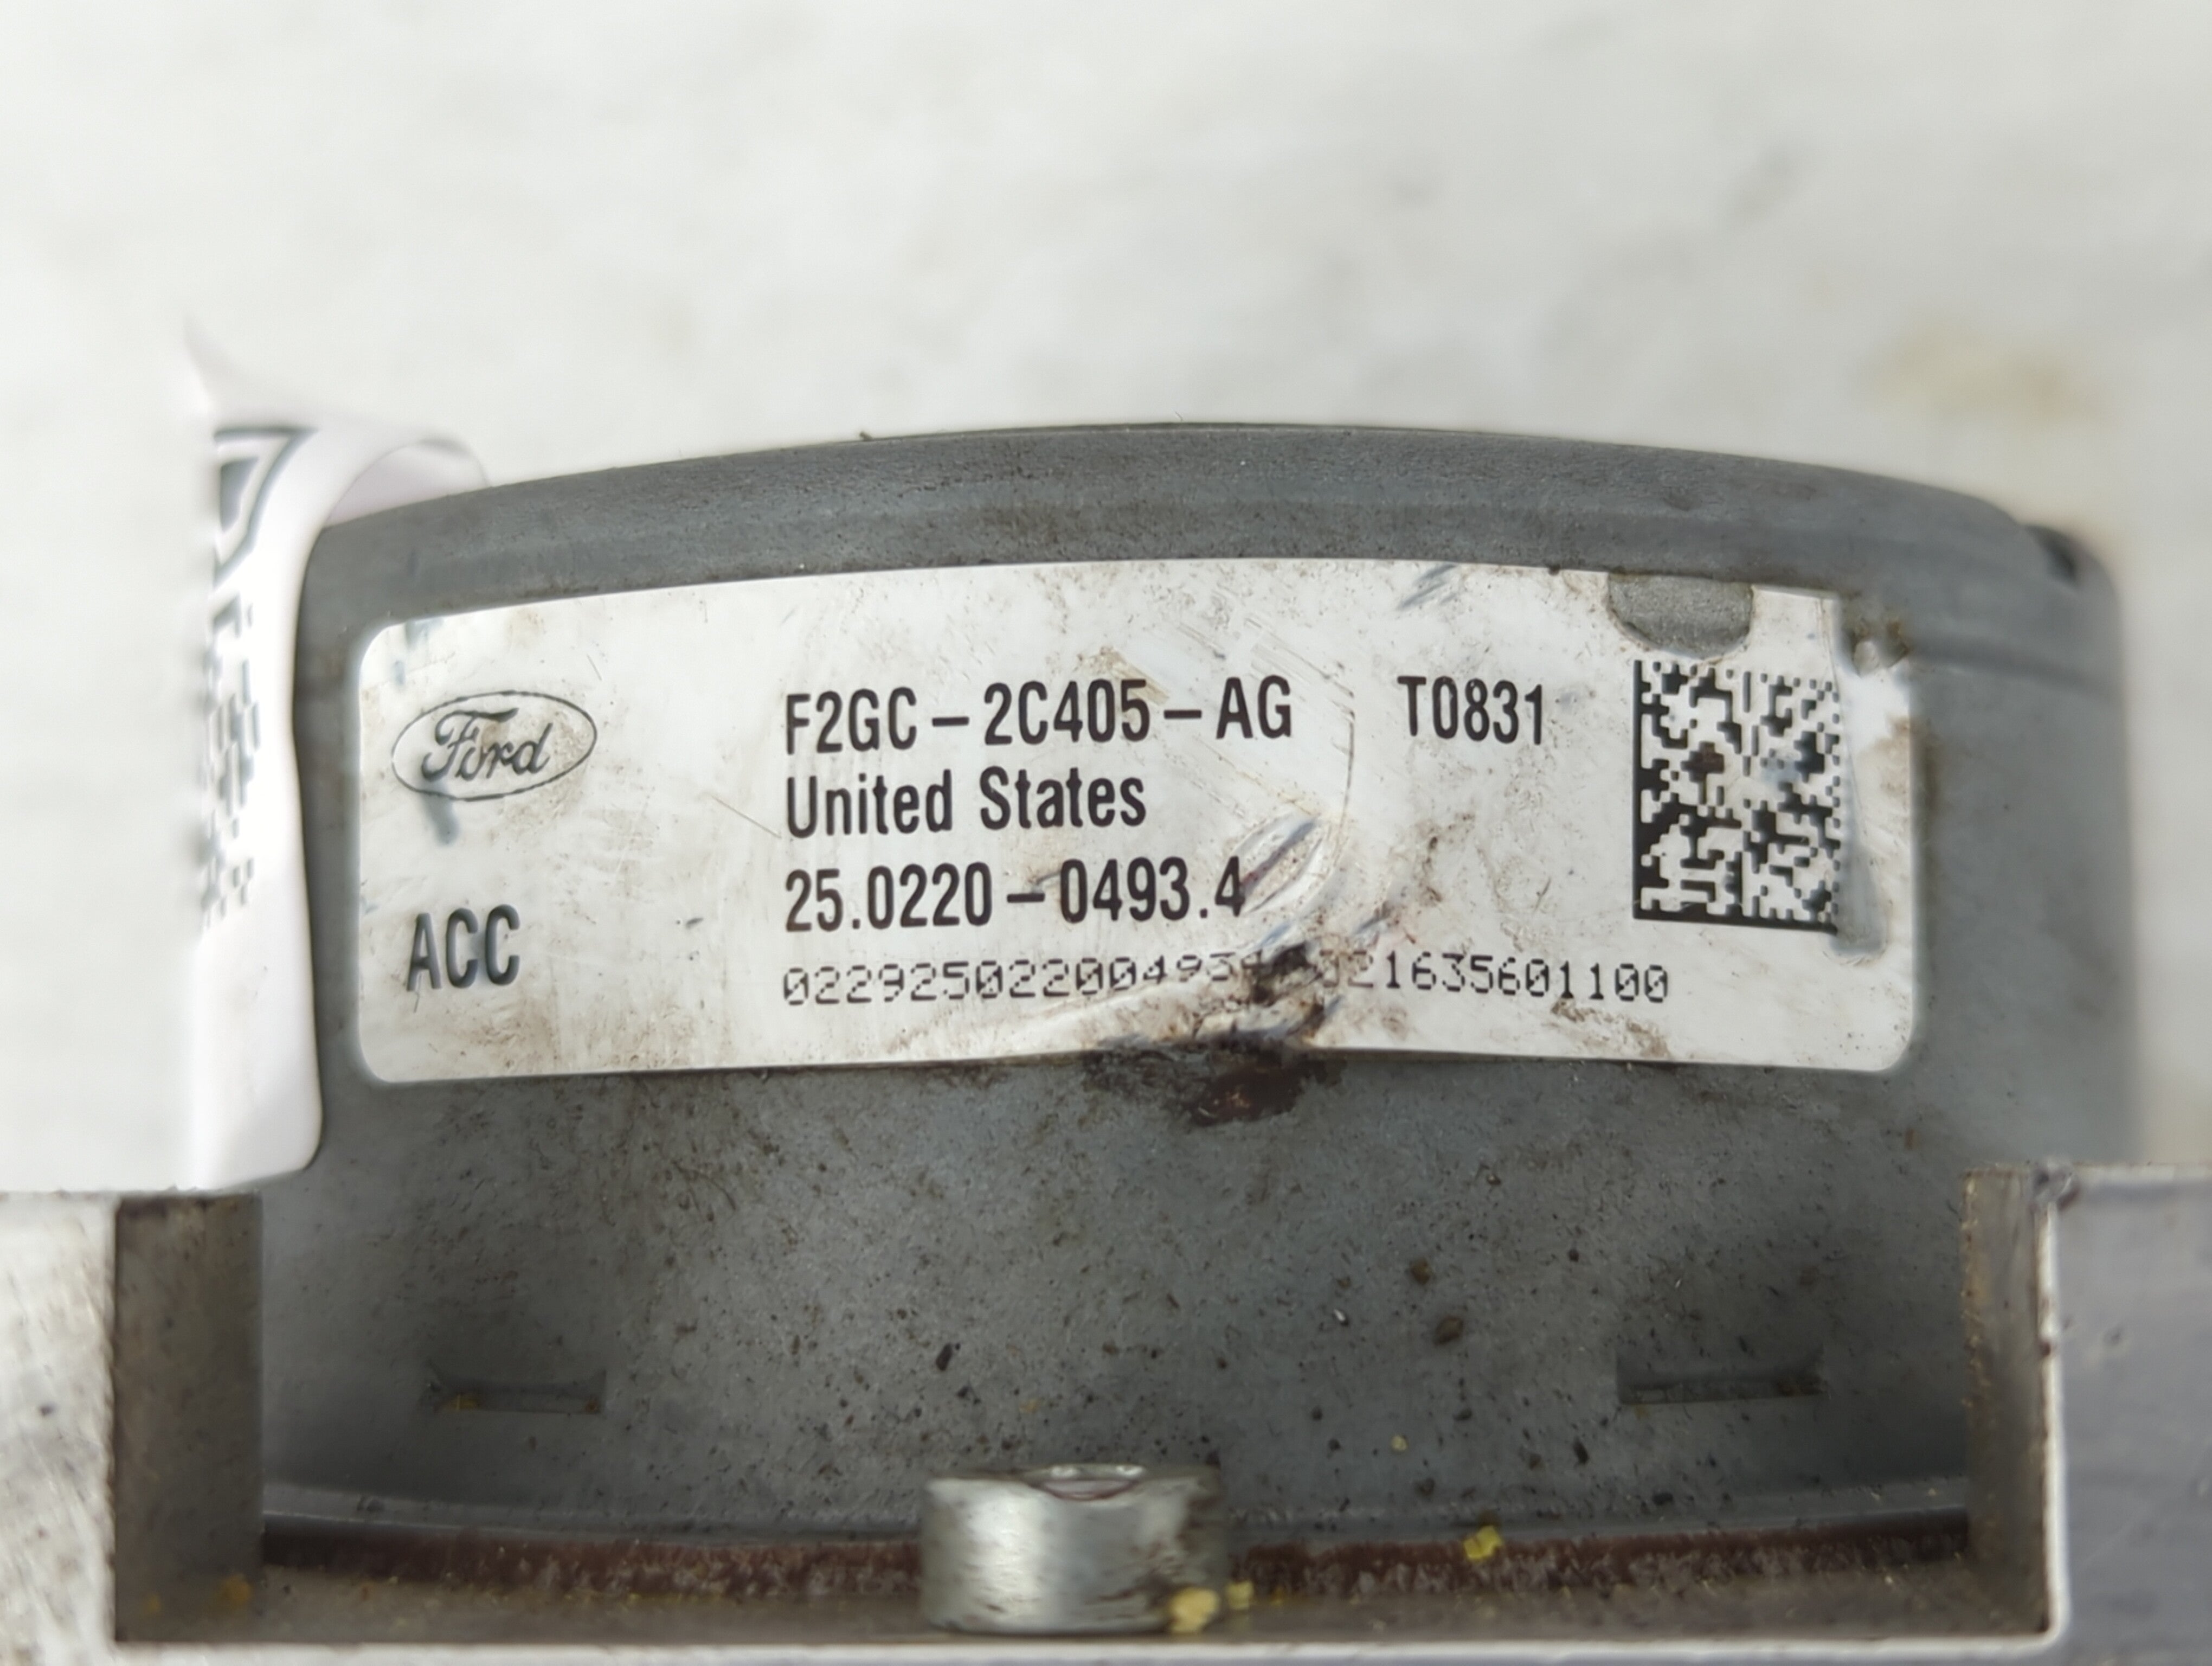 Ford
F2GC-2C405-AG T0831
United States
25.0220-0493.4
ACC